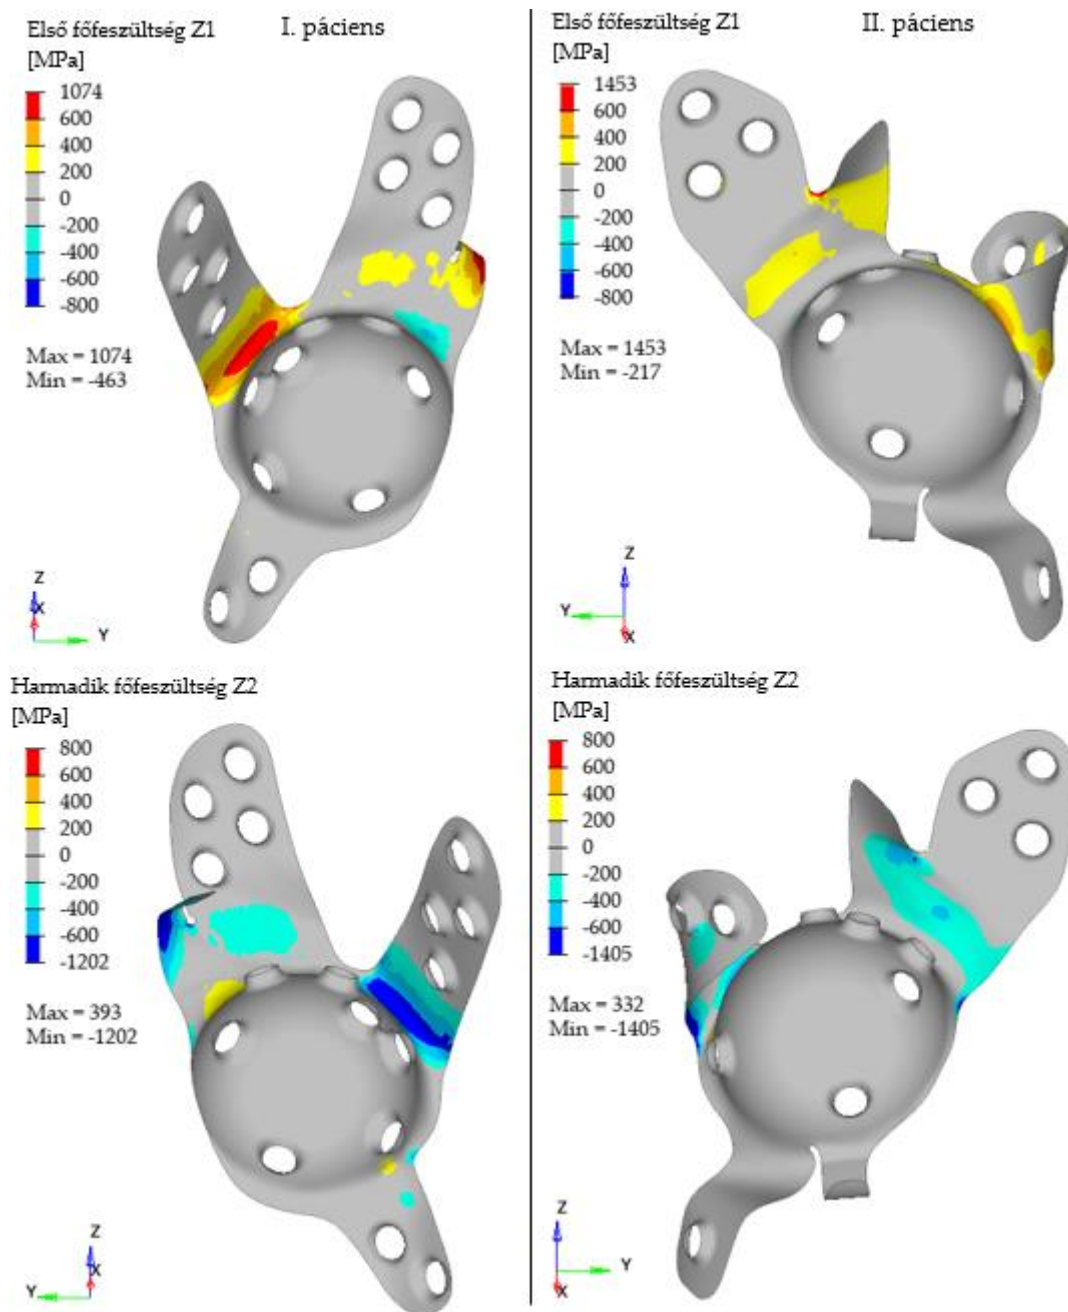 Első főfeszültség Z1
[MPa]
I. páciens
1074
600
400
200
0
-200
-400
-600
-800
Max = 1074
Min = -463
Z
X
Y
Első főfeszültség Z1
[MPa]
II. páciens
1453
600
400
200
0
-200
-400
-600
-800
Max = 1453
Min = -217
Z
Y
X
Harmadik főfeszültség Z2
[MPa]
800
600
400
200
0
-200
-400
-600
-1202
Max = 393
Min = -1202
Z
X
Y
Harmadik főfeszültség Z2
[MPa]
800
600
400
200
0
-200
-400
-600
-1405
Max = 332
Min = -1405
Z
Y
X